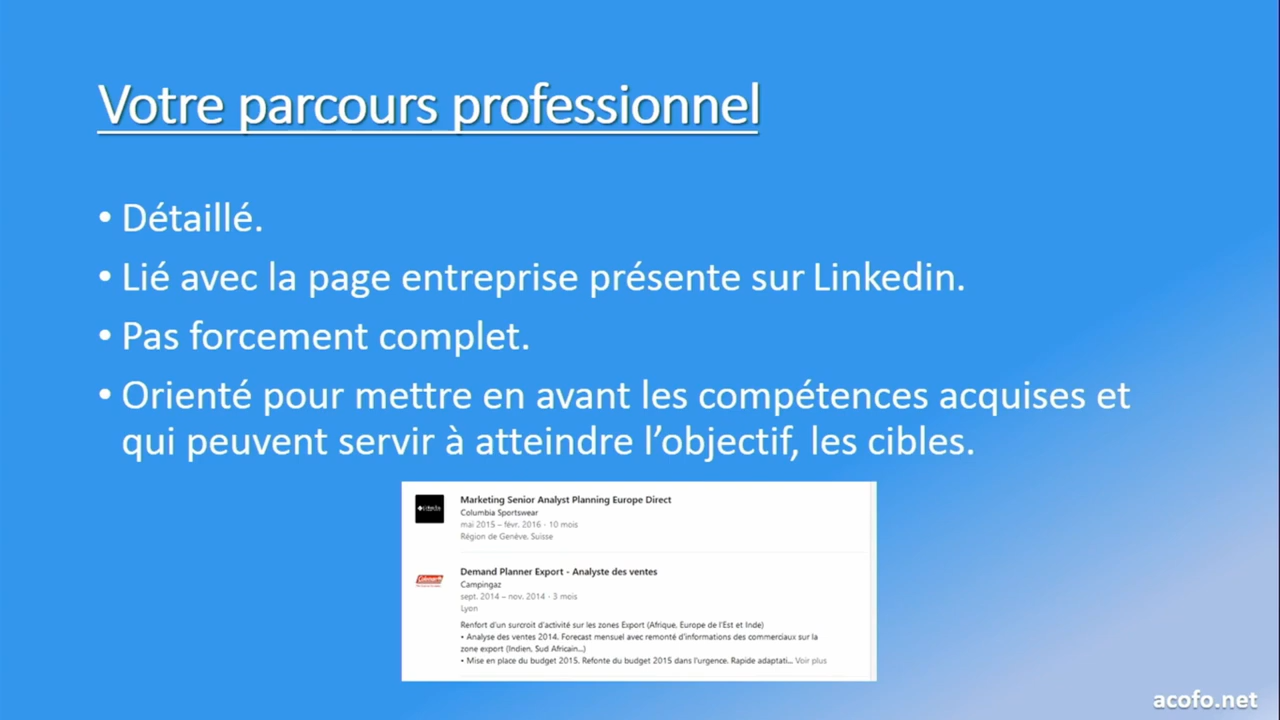 Votre parcours professionnel
• Détaillé.
• Lié avec la page entreprise présente sur Linkedin.
• Pas forcement complet.
• Orienté pour mettre en avant les compétences acquises et
qui peuvent servir à atteindre l’objectif, les cibles.
Marketing Senior Analyst Planning Europe Direct
Columbia Sportswear
mai 2015 – févr. 2016 · 10 mois
Région de Genève, Suisse
Demand Planner Export - Analyste des ventes
Campingaz
sept. 2014 – nov. 2014 · 3 mois
Lyon
Renfort d'un surcroit d'activité sur les zones Export (Afrique, Europe de l'Est et Inde)
• Analyse des ventes 2014. Forecast mensuel avec remonté d'informations des commerciaux sur la
zone export (Indien, Sud Africain...)
• Mise en place du budget 2015. Refonte du budget 2015 dans l'urgence. Rapide adaptati... Voir plus
acofo.net